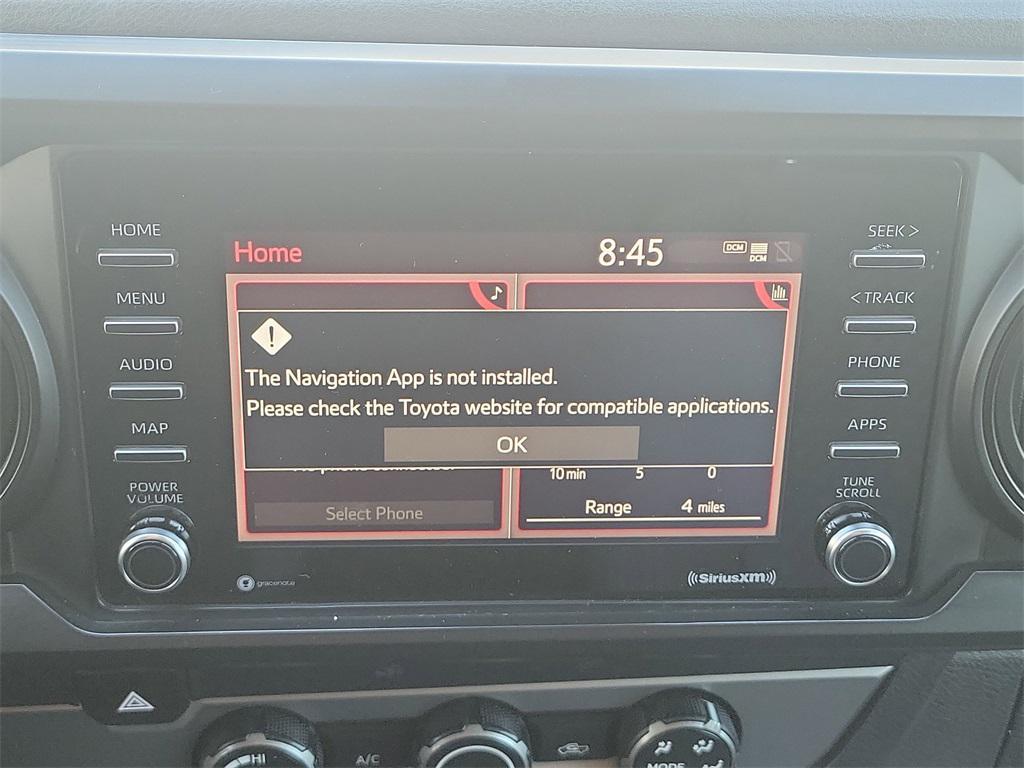 HOME
MENU
AUDIO
MAP
POWER
VOLUME
Home
8:45
DCM
DCM
The Navigation App is not installed.
Please check the Toyota website for compatible applications.
OK
10 min 5 0
Select Phone
Range 4 miles
gracenote
SiriusXM
SEEK >
< TRACK
PHONE
APPS
TUNE
SCROLL
HI
A/C
MODE